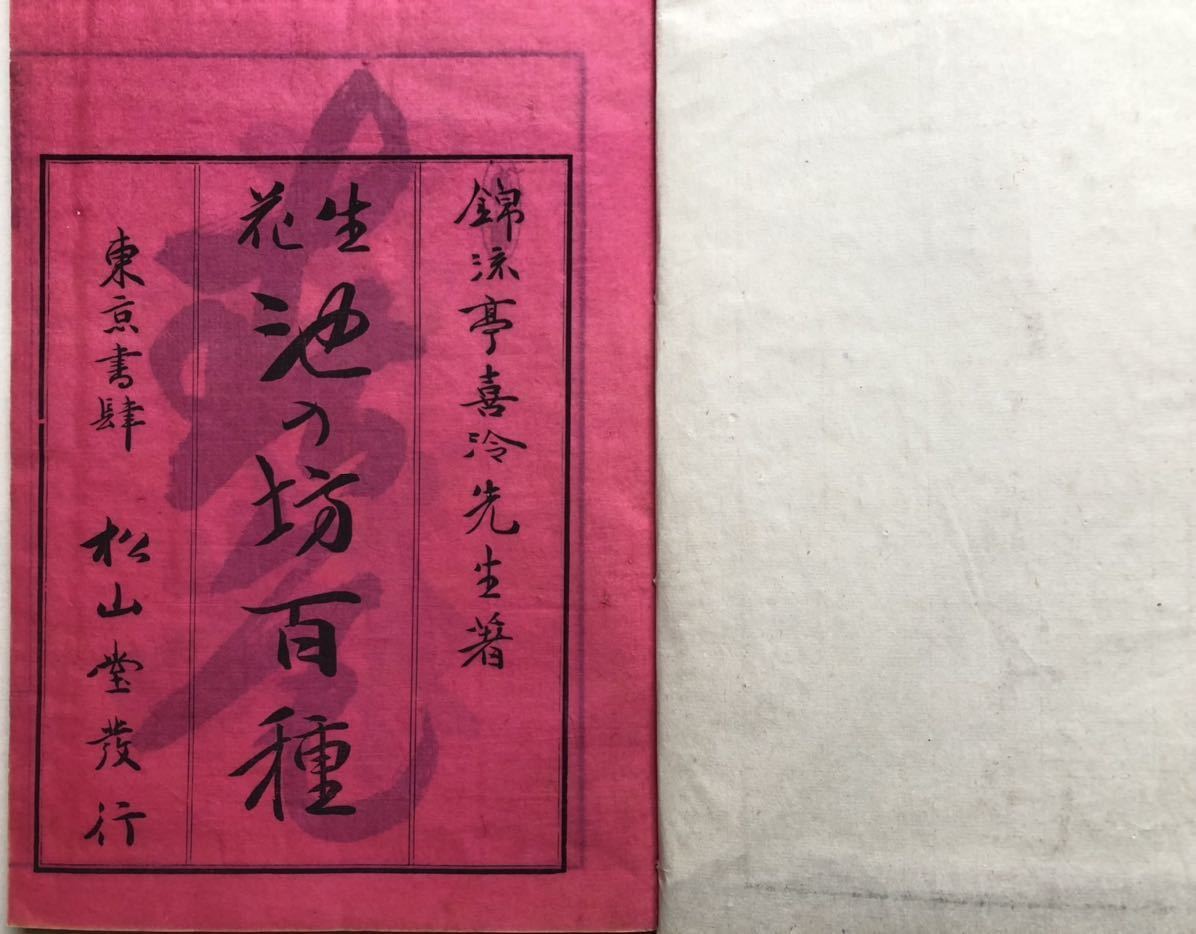 錦流亭喜泠先生著
生花
池の坊百種
東京書肆
松山堂發行